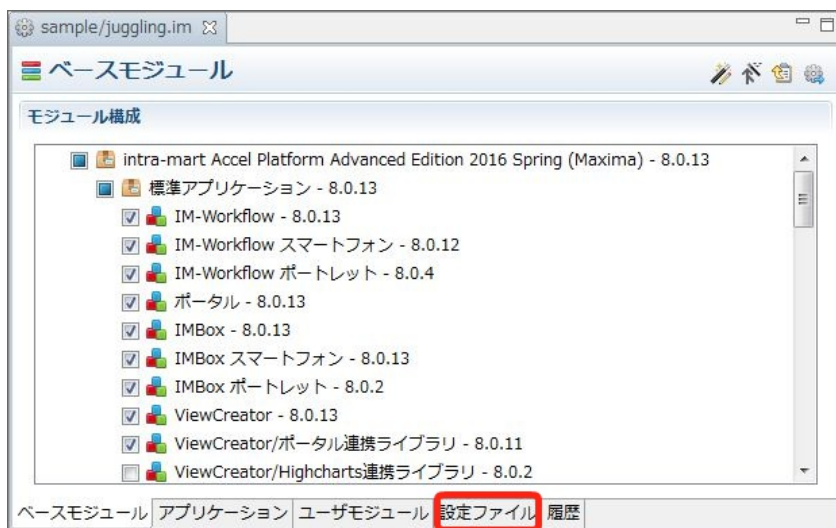 sample/juggling.im
ベースモジュール
モジュール構成
intra-mart Accel Platform Advanced Edition 2016 Spring (Maxima) - 8.0.13
標準アプリケーション - 8.0.13
IM-Workflow - 8.0.13
IM-Workflow スマートフォン - 8.0.12
IM-Workflow ポートレット - 8.0.4
ポータル - 8.0.13
IMBox - 8.0.13
IMBox スマートフォン - 8.0.13
IMBox ポートレット - 8.0.2
ViewCreator - 8.0.13
ViewCreator/ポータル連携ライブラリ - 8.0.11
ViewCreator/Highcharts連携ライブラリ - 8.0.2
ベースモジュール アプリケーション ユーザモジュール 設定ファイル 履歴